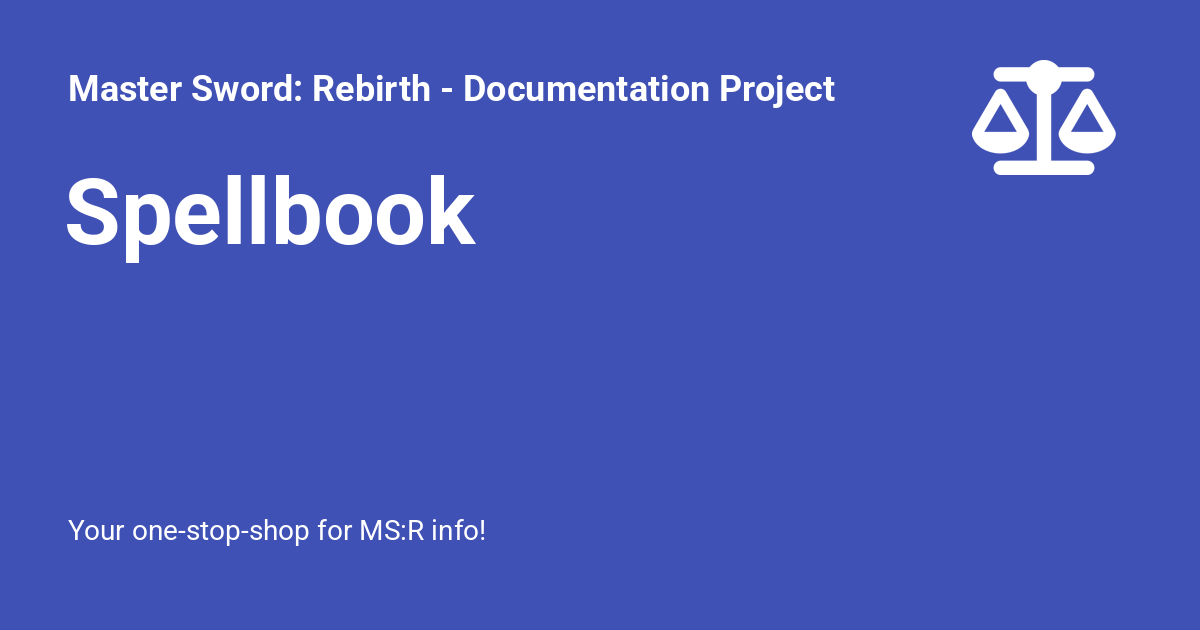 Master Sword: Rebirth - Documentation Project
Spellbook
Your one-stop-shop for MS:R info!